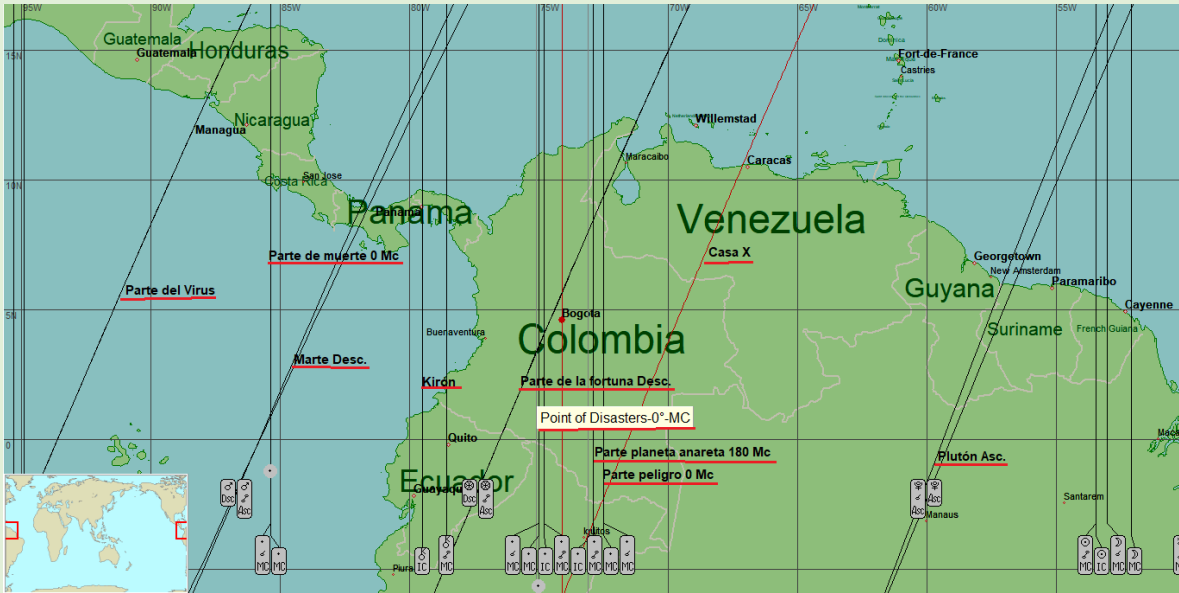 95W
90W
85W
80W
75W
70W
65W
60W
55W
Guatemala
Honduras
Guatemala
15N
Dominica
Fort-de-France
Castries
Nicaragua
Managua
Willemstad
Maracaibo
Caracas
San Jose
Costa Rica
10N
Panama
Panama
Venezuela
Parte de muerte 0 Mc
Casa X
Georgetown
New Amsterdam
Paramaribo
Guyana
Parte del Virus
Cayenne
5N
Bogota
Buenaventura
Colombia
Suriname
French Guiana
Marte Desc.
Kirón
Parte de la fortuna Desc.
Point of Disasters-0°-MC
0
Quito
Parte planeta anareta 180 Mc
Plutón Asc.
Parte peligro 0 Mc
Ecuador
Guayaqu
Dsc
Asc
Dsc
Asc
Asc
Asc
Santarem
Manaus
Iquitos
Piura
MC
MC
IC
MC
MC
MC
IC
MC
IC
MC
MC
MC
MC
IC
MC
MC